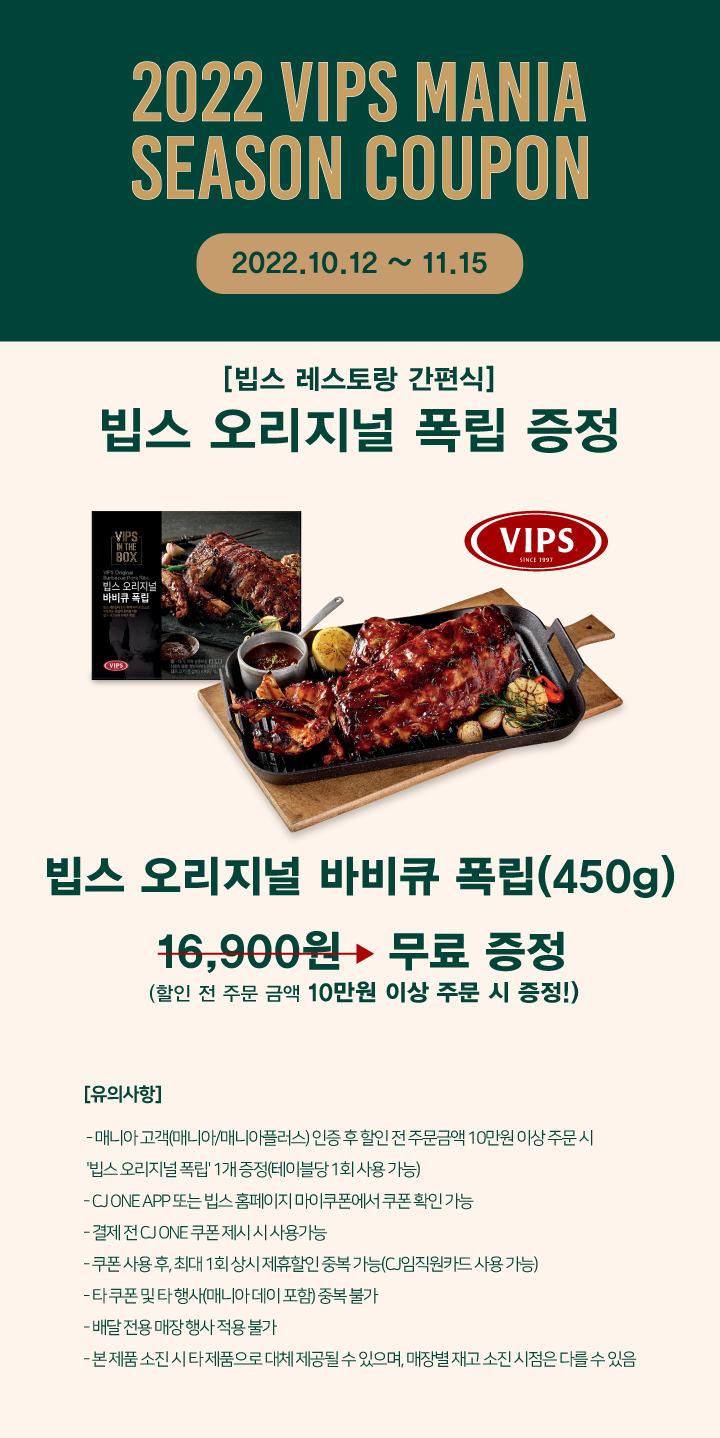 2022 VIPS MANIA
SEASON COUPON
2022.10.12 ~ 11.15
[빕스 레스토랑 간편식]
빕스 오리지널 폭립 증정
VIPS
IN THE
BOX
VIPS Original
Barbecue Pork Ribs
빕스 오리지널
바비큐 폭립
VIPS
VIPS
SINCE 1997
빕스 오리지널 바비큐 폭립(450g)
16,900원 ▶ 무료 증정
(할인 전 주문 금액 10만원 이상 주문 시 증정!)
[유의사항]
- 매니아 고객(매니아/매니아플러스) 인증 후 할인 전 주문금액 10만원 이상 주문 시
'빕스 오리지널 폭립' 1개 증정(테이블당 1회 사용 가능)
- CJ ONE APP 또는 빕스 홈페이지 마이쿠폰에서 쿠폰 확인 가능
- 결제 전 CJ ONE 쿠폰 제시 시 사용가능
- 쿠폰 사용 후, 최대 1회 상시 제휴할인 중복 가능(CJ임직원카드 사용 가능)
- 타 쿠폰 및 타 행사(매니아 데이 포함) 중복 불가
- 배달 전용 매장 행사 적용 불가
- 본 제품 소진 시 타 제품으로 대체 제공될 수 있으며, 매장별 재고 소진 시점은 다를 수 있음